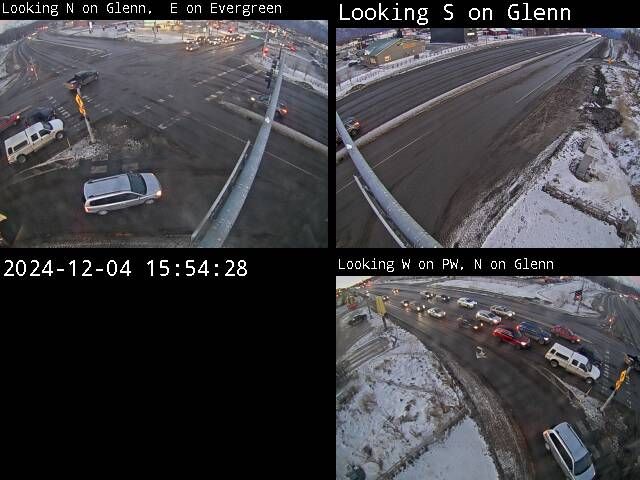 Looking N on Glenn, E on Evergreen
Looking S on Glenn
2024-12-04 15:54:28
Looking W on PW, N on Glenn